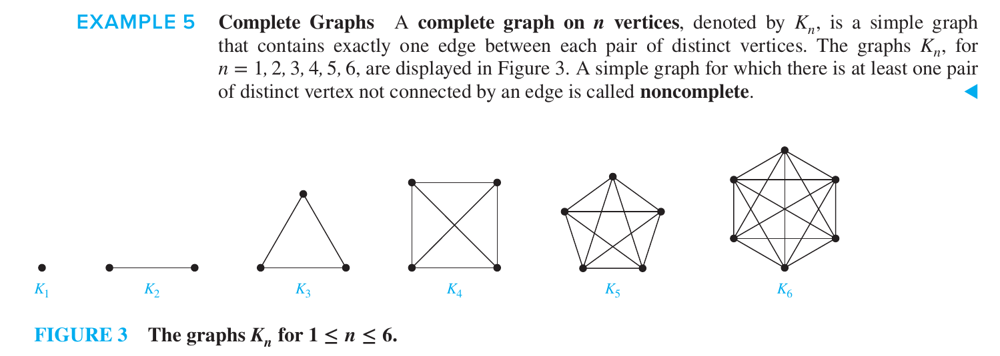 EXAMPLE 5 Complete Graphs A complete graph on n vertices, denoted by Kₙ, is a simple graph
that contains exactly one edge between each pair of distinct vertices. The graphs Kₙ, for
n = 1, 2, 3, 4, 5, 6, are displayed in Figure 3. A simple graph for which there is at least one pair
of distinct vertex not connected by an edge is called noncomplete.
K₁ K₂ K₃ K₄ K₅ K₆
FIGURE 3 The graphs Kₙ for 1 ≤ n ≤ 6.